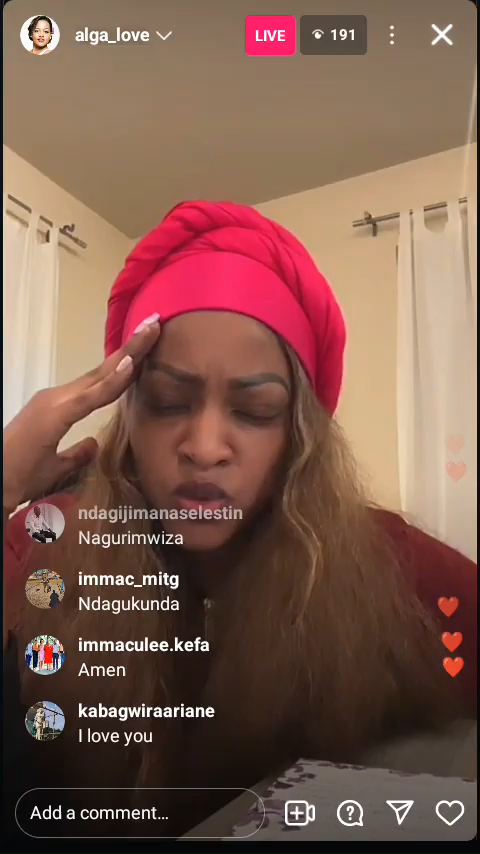 alga_love
LIVE
191
ndagijimanaselestin
Nagurimwiza
immac_mitg
Ndagukunda
immaculee.kefa
Amen
kabagwiraariane
I love you
Add a comment...